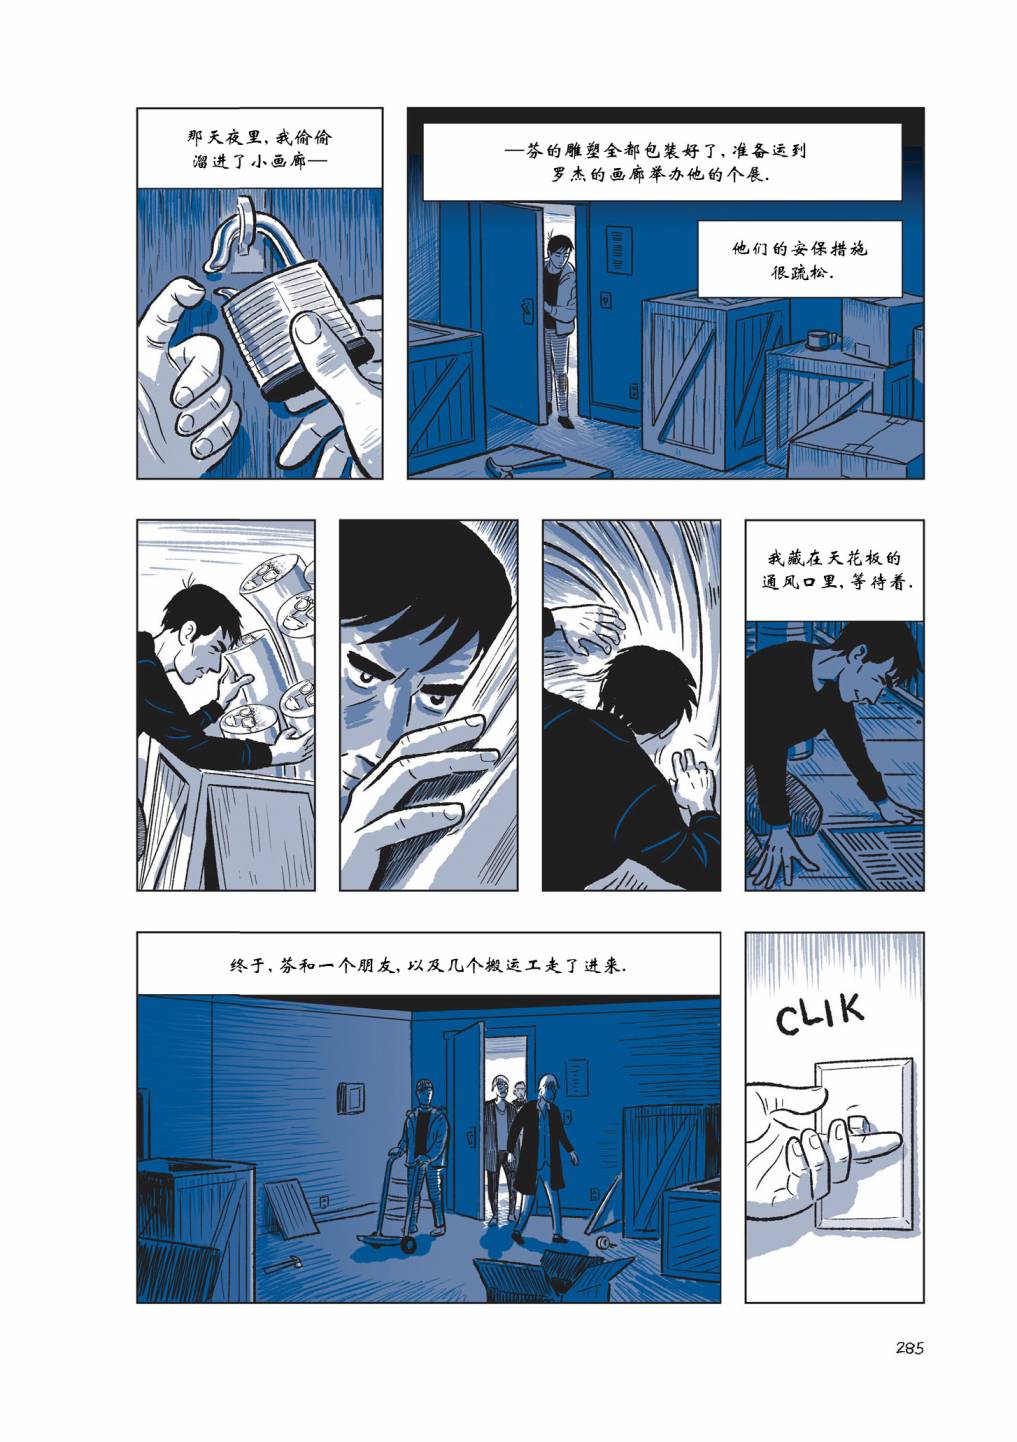 那天夜里，我偷偷
溜进了小画廊—
—芬的雕塑全都包装好了，准备运到
罗杰的画廊举办他的个展.
他们的安保措施
很疏松.
我藏在天花板的
通风口里，等待着.
终于，芬和一个朋友，以及几个搬运工走了进来.
CLIK
285